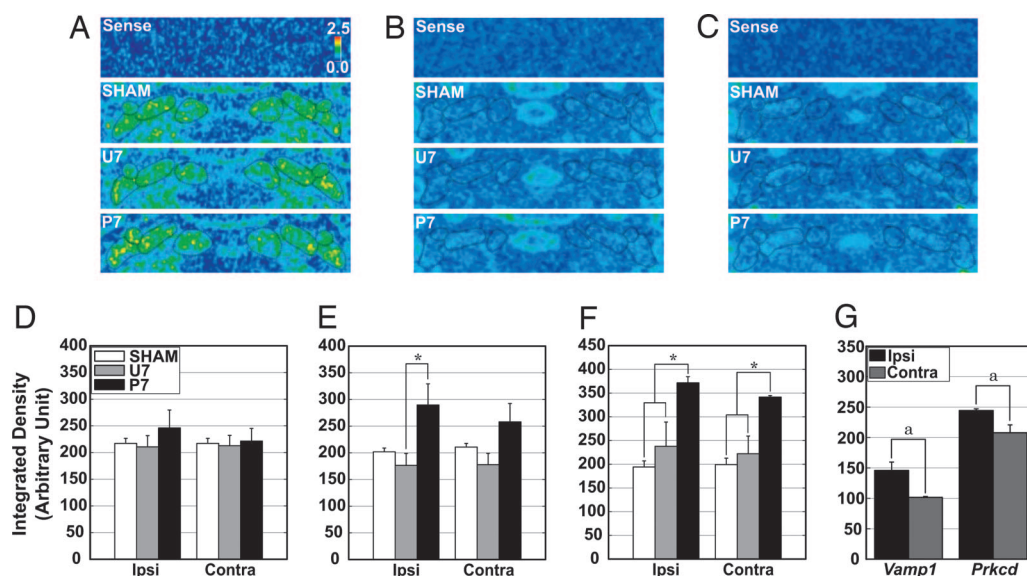 A
B
C
Sense
2.5
0.0
SHAM
U7
P7
Sense
SHAM
U7
P7
Sense
SHAM
U7
P7
D
E
F
G
Integrated Density
(Arbitrary Unit)
400
350
300
250
200
150
100
50
0
SHAM
U7
P7
Ipsi
Contra
400
350
300
250
200
150
100
50
0
*
Ipsi
Contra
450
400
350
300
250
200
150
100
50
0
*
*
Ipsi
Contra
350
300
250
200
150
100
50
0
Ipsi
Contra
a
a
Vamp1
Prkcd